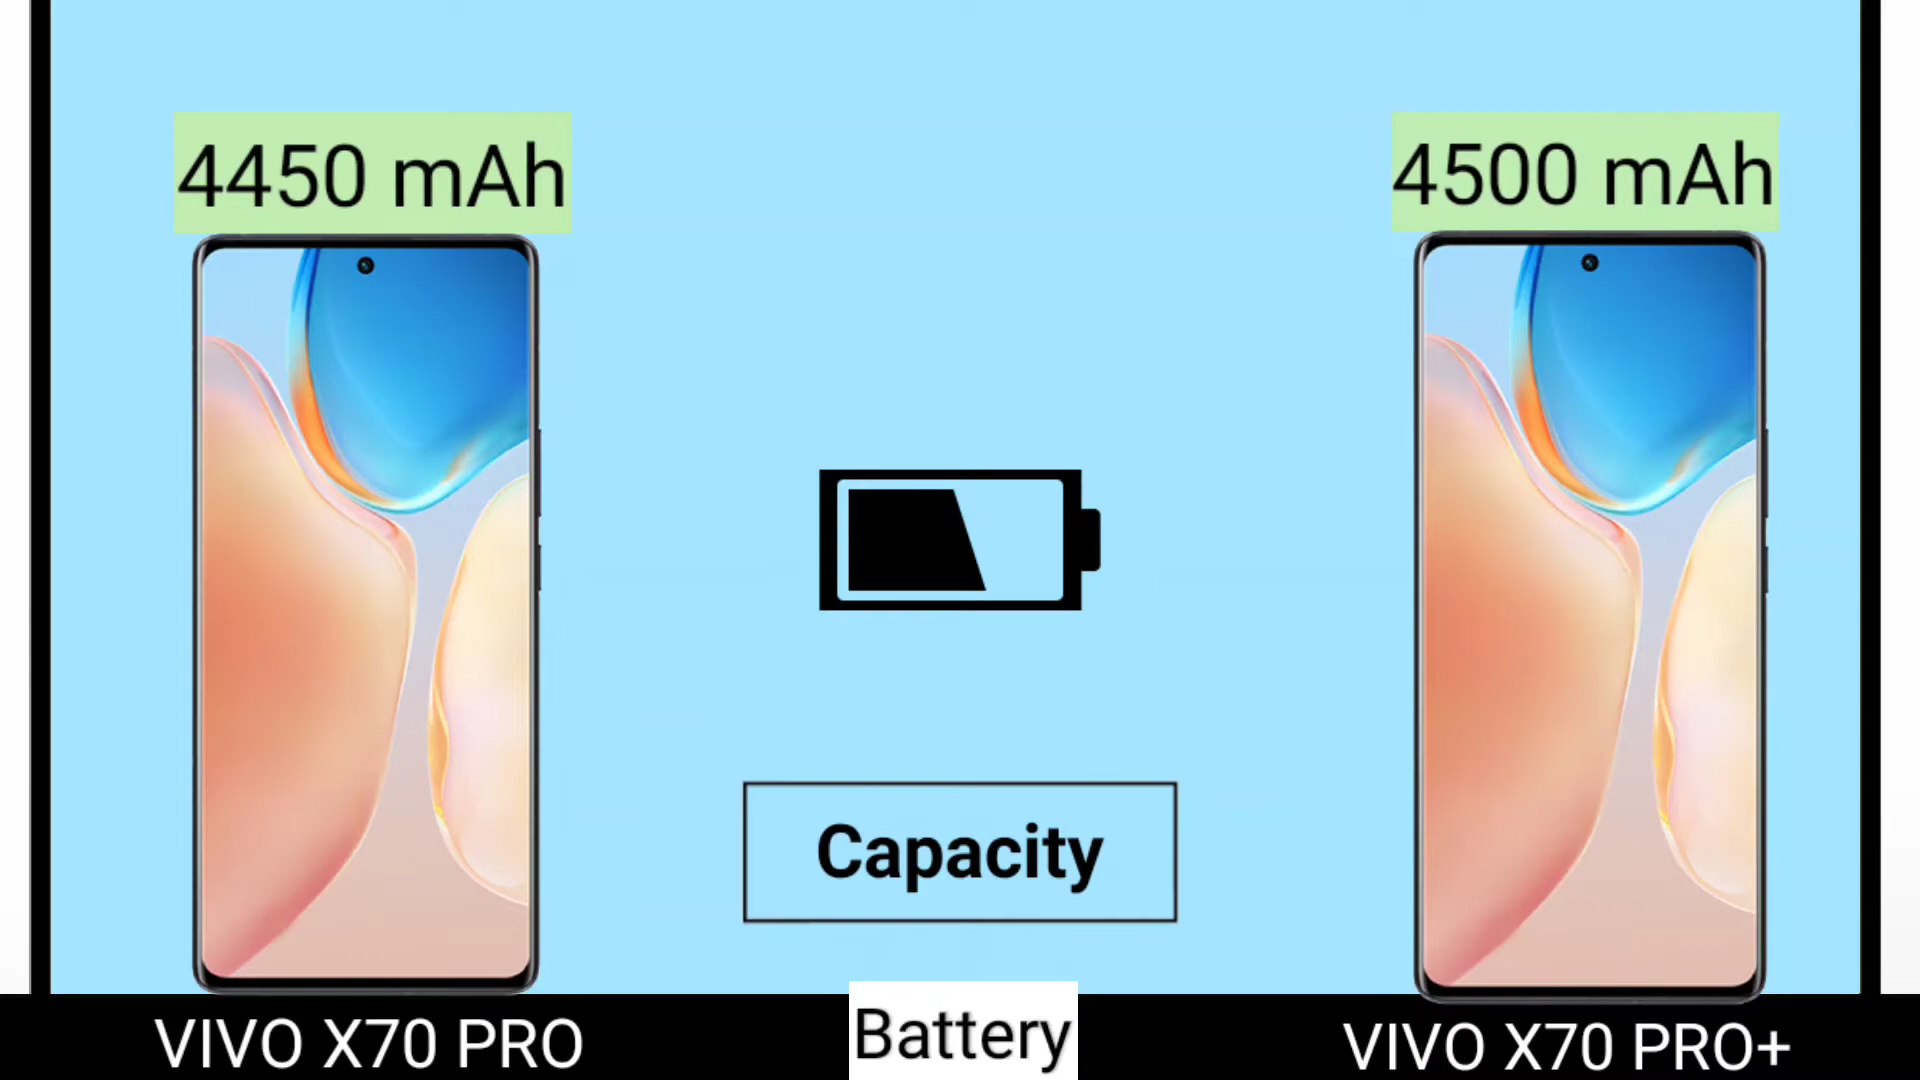 4450 mAh
4500 mAh
Capacity
VIVO X70 PRO
Battery
VIVO X70 PRO+